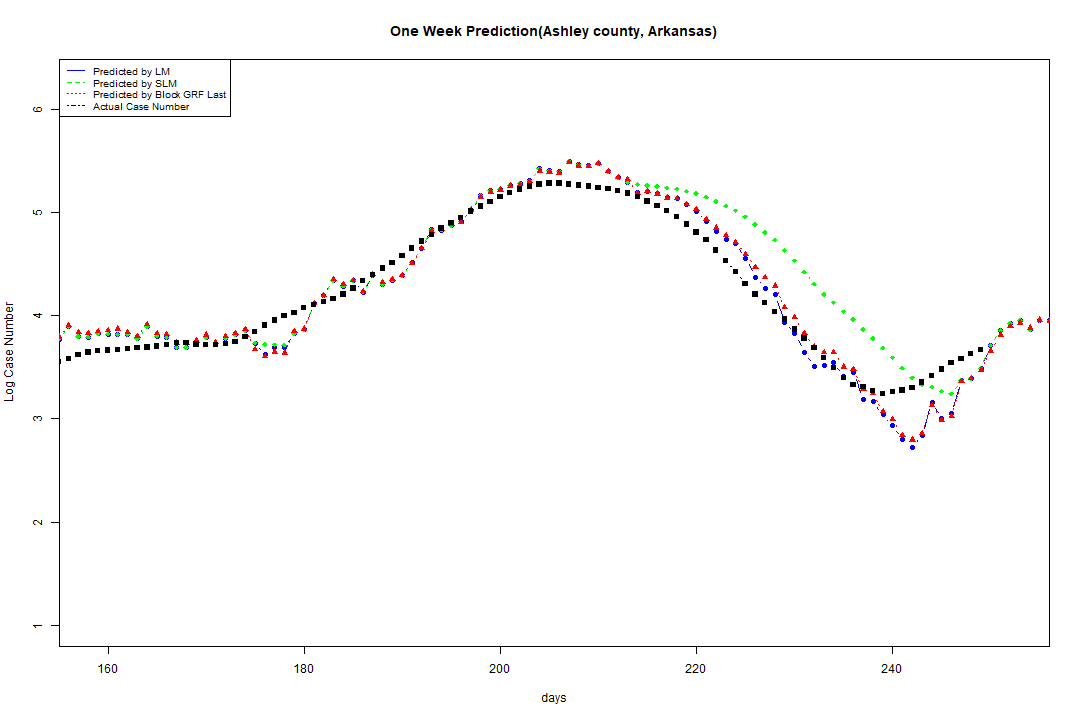 One Week Prediction(Ashley county, Arkansas)
Predicted by LM
Predicted by SLM
Predicted by Block GRF Last
Actual Case Number
6
5
4
3
2
1
Log Case Number
160 180 200 220 240
days